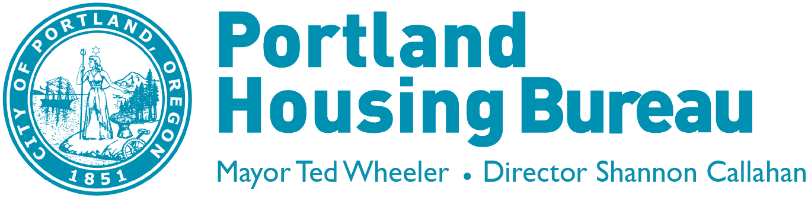 CITY OF PORTLAND, OREGON
1851
Portland
Housing Bureau
Mayor Ted Wheeler • Director Shannon Callahan